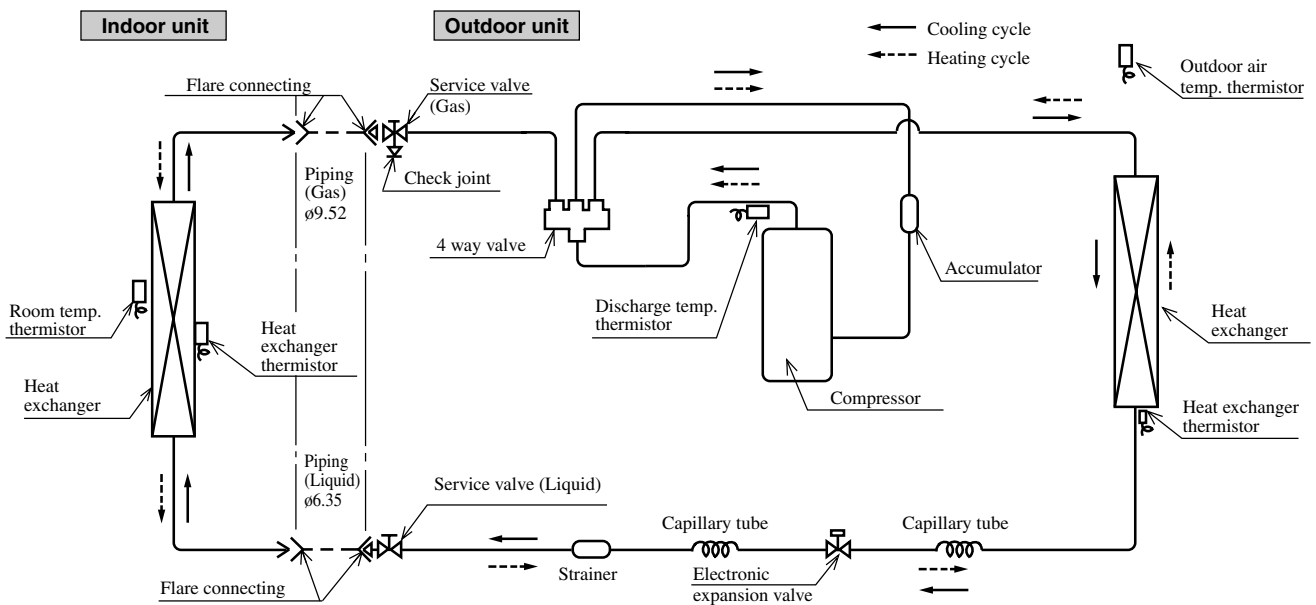 Indoor unit
Outdoor unit
Cooling cycle
Heating cycle
Outdoor air
temp. thermistor
Flare connecting
Service valve
(Gas)
Check joint
Piping
(Gas)
ø9.52
4 way valve
Discharge temp.
thermistor
Accumulator
Compressor
Room temp.
thermistor
Heat
exchanger
thermistor
Heat
exchanger
Heat
exchanger
Heat exchanger
thermistor
Piping
(Liquid)
ø6.35
Service valve (Liquid)
Flare connecting
Strainer
Capillary tube
Electronic
expansion valve
Capillary tube